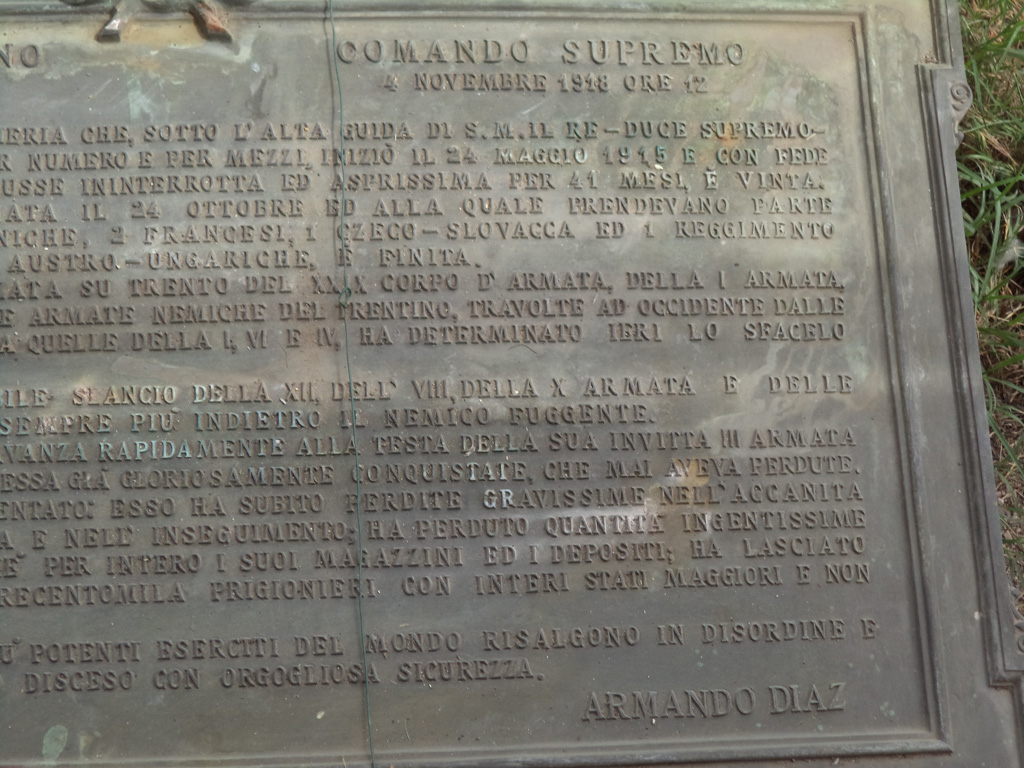 NO COMANDO SUPREMO
4 NOVEMBRE 1918 ORE 12
MERIA CHE, SOTTO L'ALTA GUIDA DI S.M. IL RE-DUCE SUPREMO-
R NUMERO E PER MEZZI, INIZIÒ IL 24 MAGGIO 1915 E CON FEDE
USSE ININTERROTTA ED ASPRISSIMA PER 41 MESI, È VINTA.
ATA IL 24 OTTOBRE ED ALLA QUALE PRENDEVANO PARTE
NICHE, 2 FRANCESI, 1 CZECO-SLOVACCA ED 1 REGGIMENTO
AUSTRO-UNGARICHE, È FINITA.
IATA SU TRENTO DEL XXIX CORPO D'ARMATA, DELLA I ARMATA,
E ARMATE NEMICHE DEL TRENTINO, TRAVOLTE AD OCCIDENTE DALLE
A QUELLE DELLA I, VI E IV, HA DETERMINATO IERI LO SFACELO
BILE SLANCIO DELLA XII, DELL' VIII, DELLA X ARMATA E DELLE
SEMPRE PIÙ INDIETRO IL NEMICO FUGGENTE.
AVANZA RAPIDAMENTE ALLA TESTA DELLA SUA INVITTA III ARMATA
ESSA GIÀ GLORIOSAMENTE CONQUISTATE, CHE MAI AVEVA PERDUTE.
ENTATO: ESSO HA SUBITO PERDITE GRAVISSIME NELL'ACCANITA
A E NELL' INSEGUIMENTO; HA PERDUTO QUANTITÀ INGENTISSIME
HÈ PER INTERO I SUOI MAGAZZINI ED I DEPOSITI; HA LASCIATO
RECENTOMILA PRIGIONIERI CON INTERI STATI MAGGIORI E NON
Ù POTENTI ESERCITI DEL MONDO RISALGONO IN DISORDINE E
DISCESO CON ORGOGLIOSA SICUREZZA.
ARMANDO DIAZ